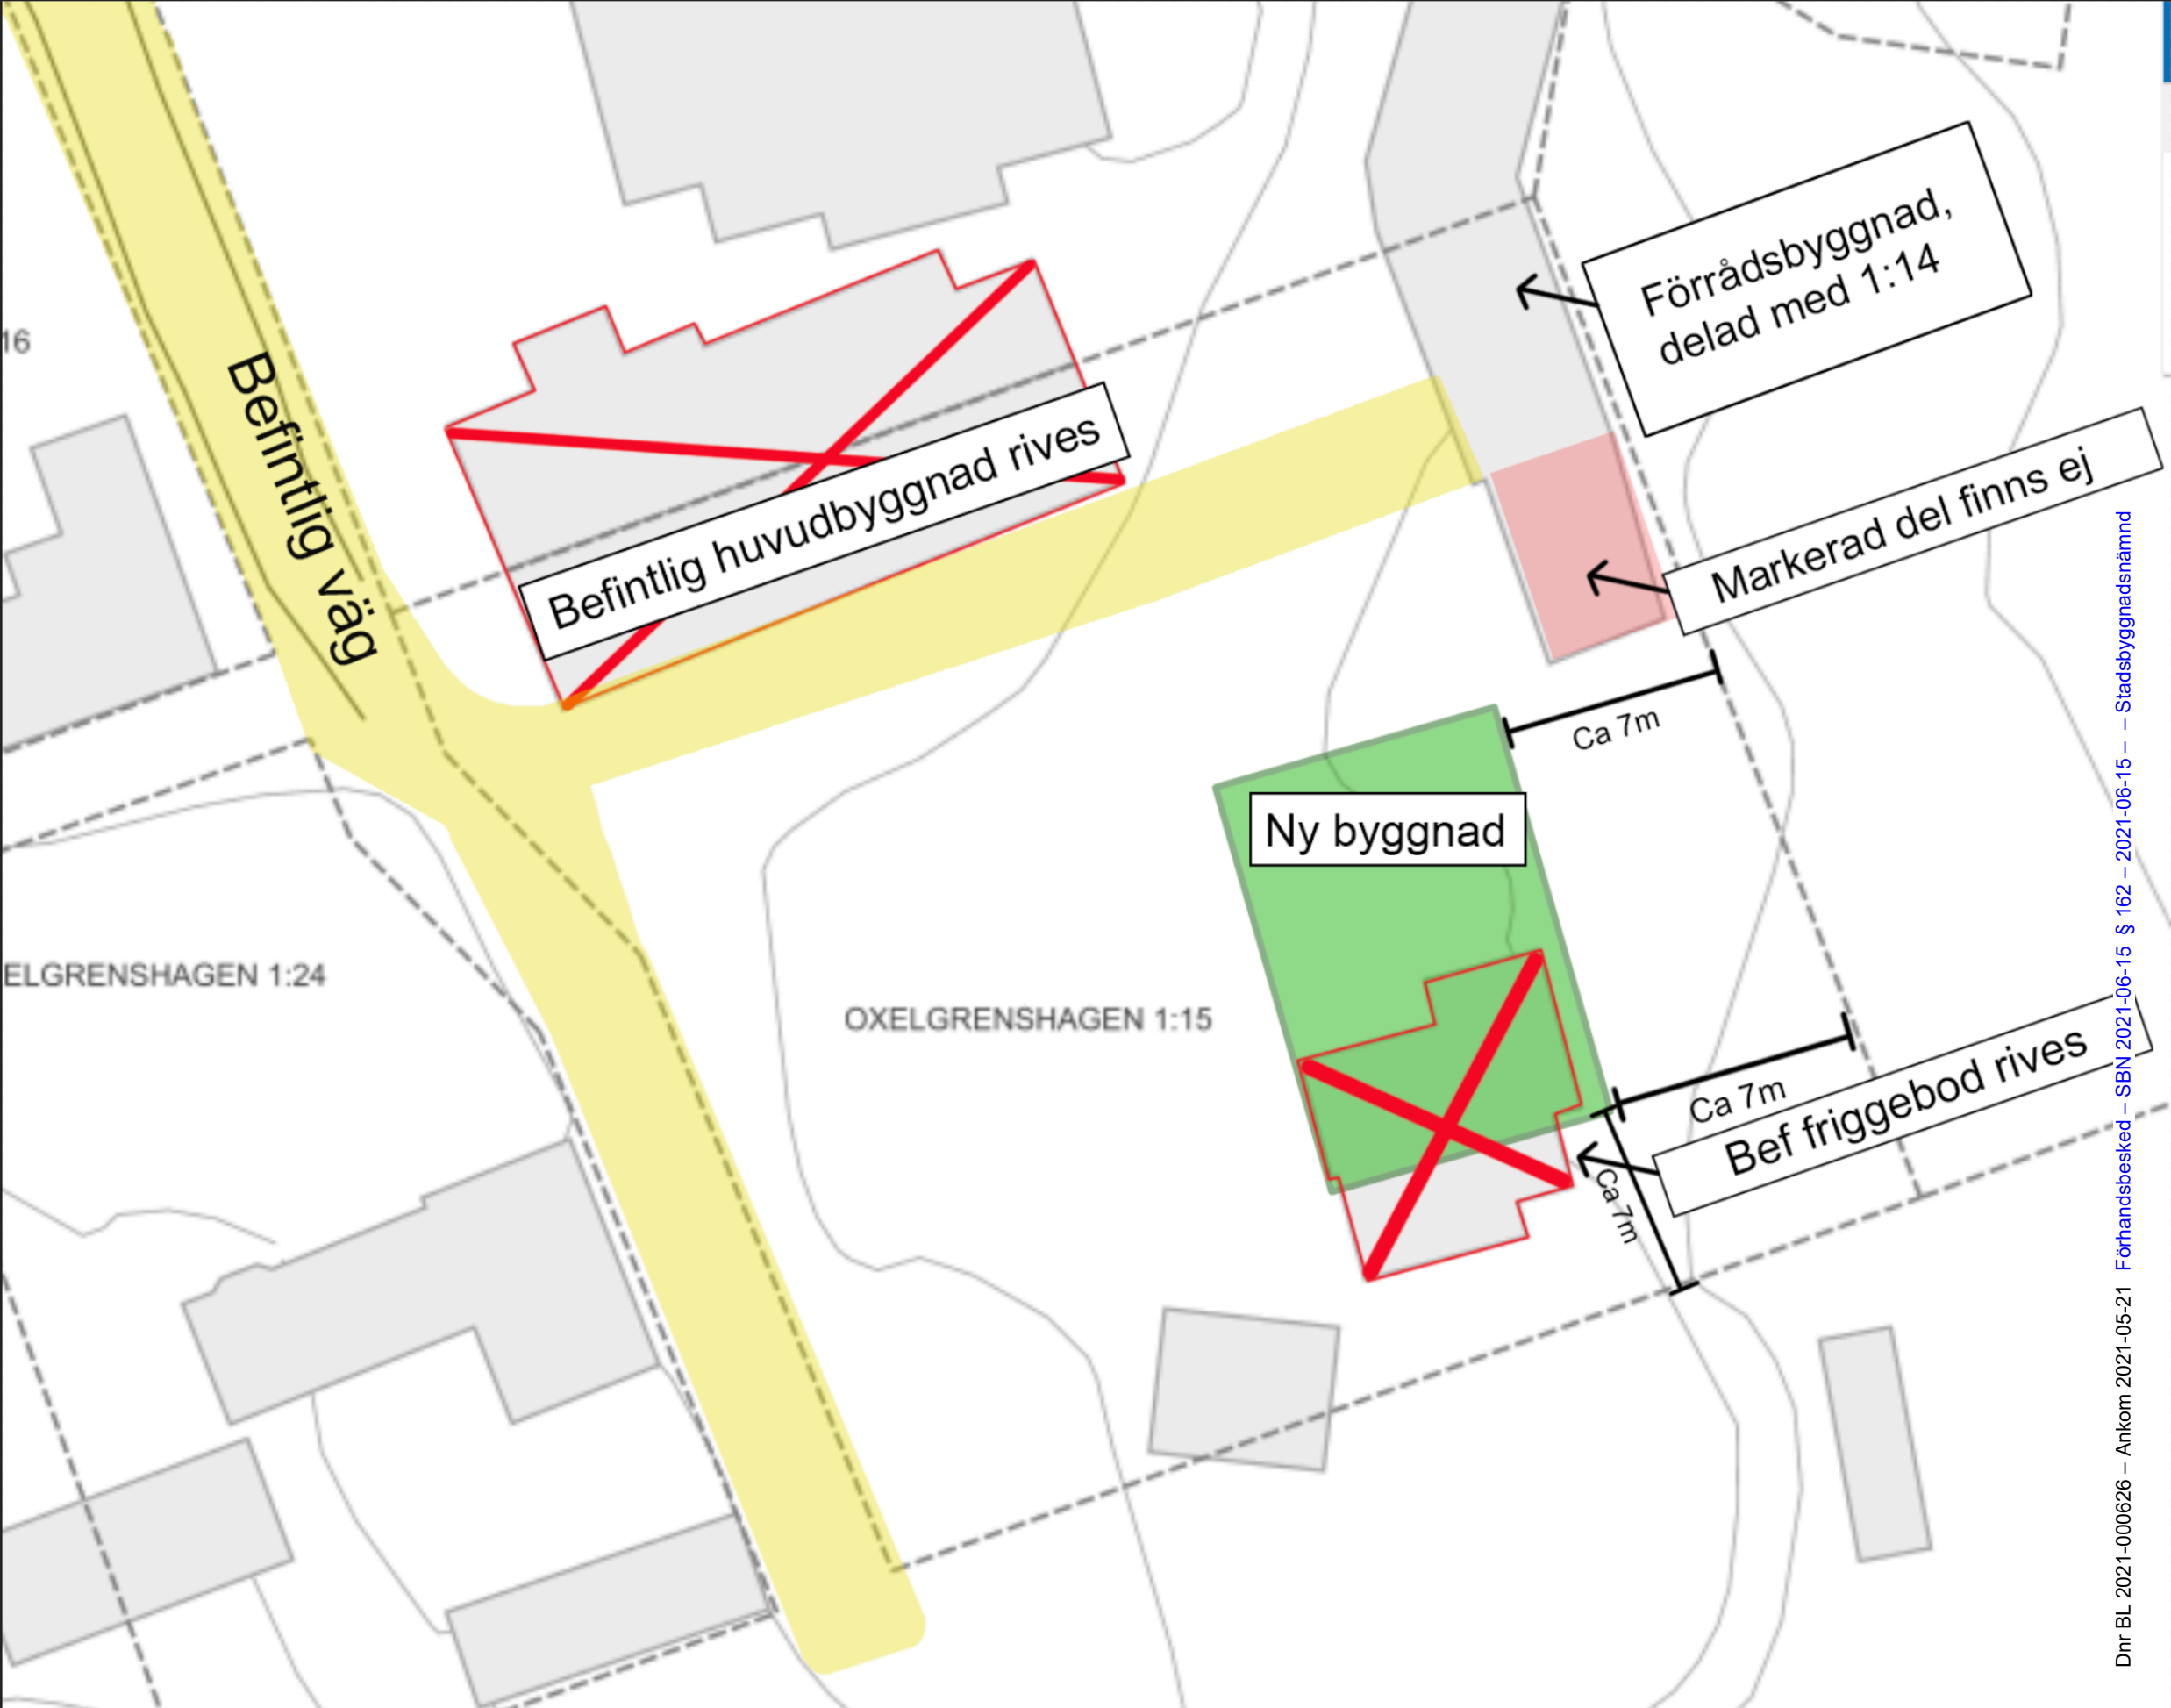 Förrådsbyggnad,
delad med 1:14
16
Befintlig väg
Befintlig huvudbyggnad rives
Markerad del finns ej
Ca 7m
Ny byggnad
ELGRENSHAGEN 1:24
OXELGRENSHAGEN 1:15
Ca 7m
Bef friggebod rives
Ca 7m
Dnr BL 2021-000626 – Ankom 2021-05-21 Förhandsbesked – SBN 2021-06-15 § 162 – 2021-06-15 – – Stadsbyggnadsnämnd